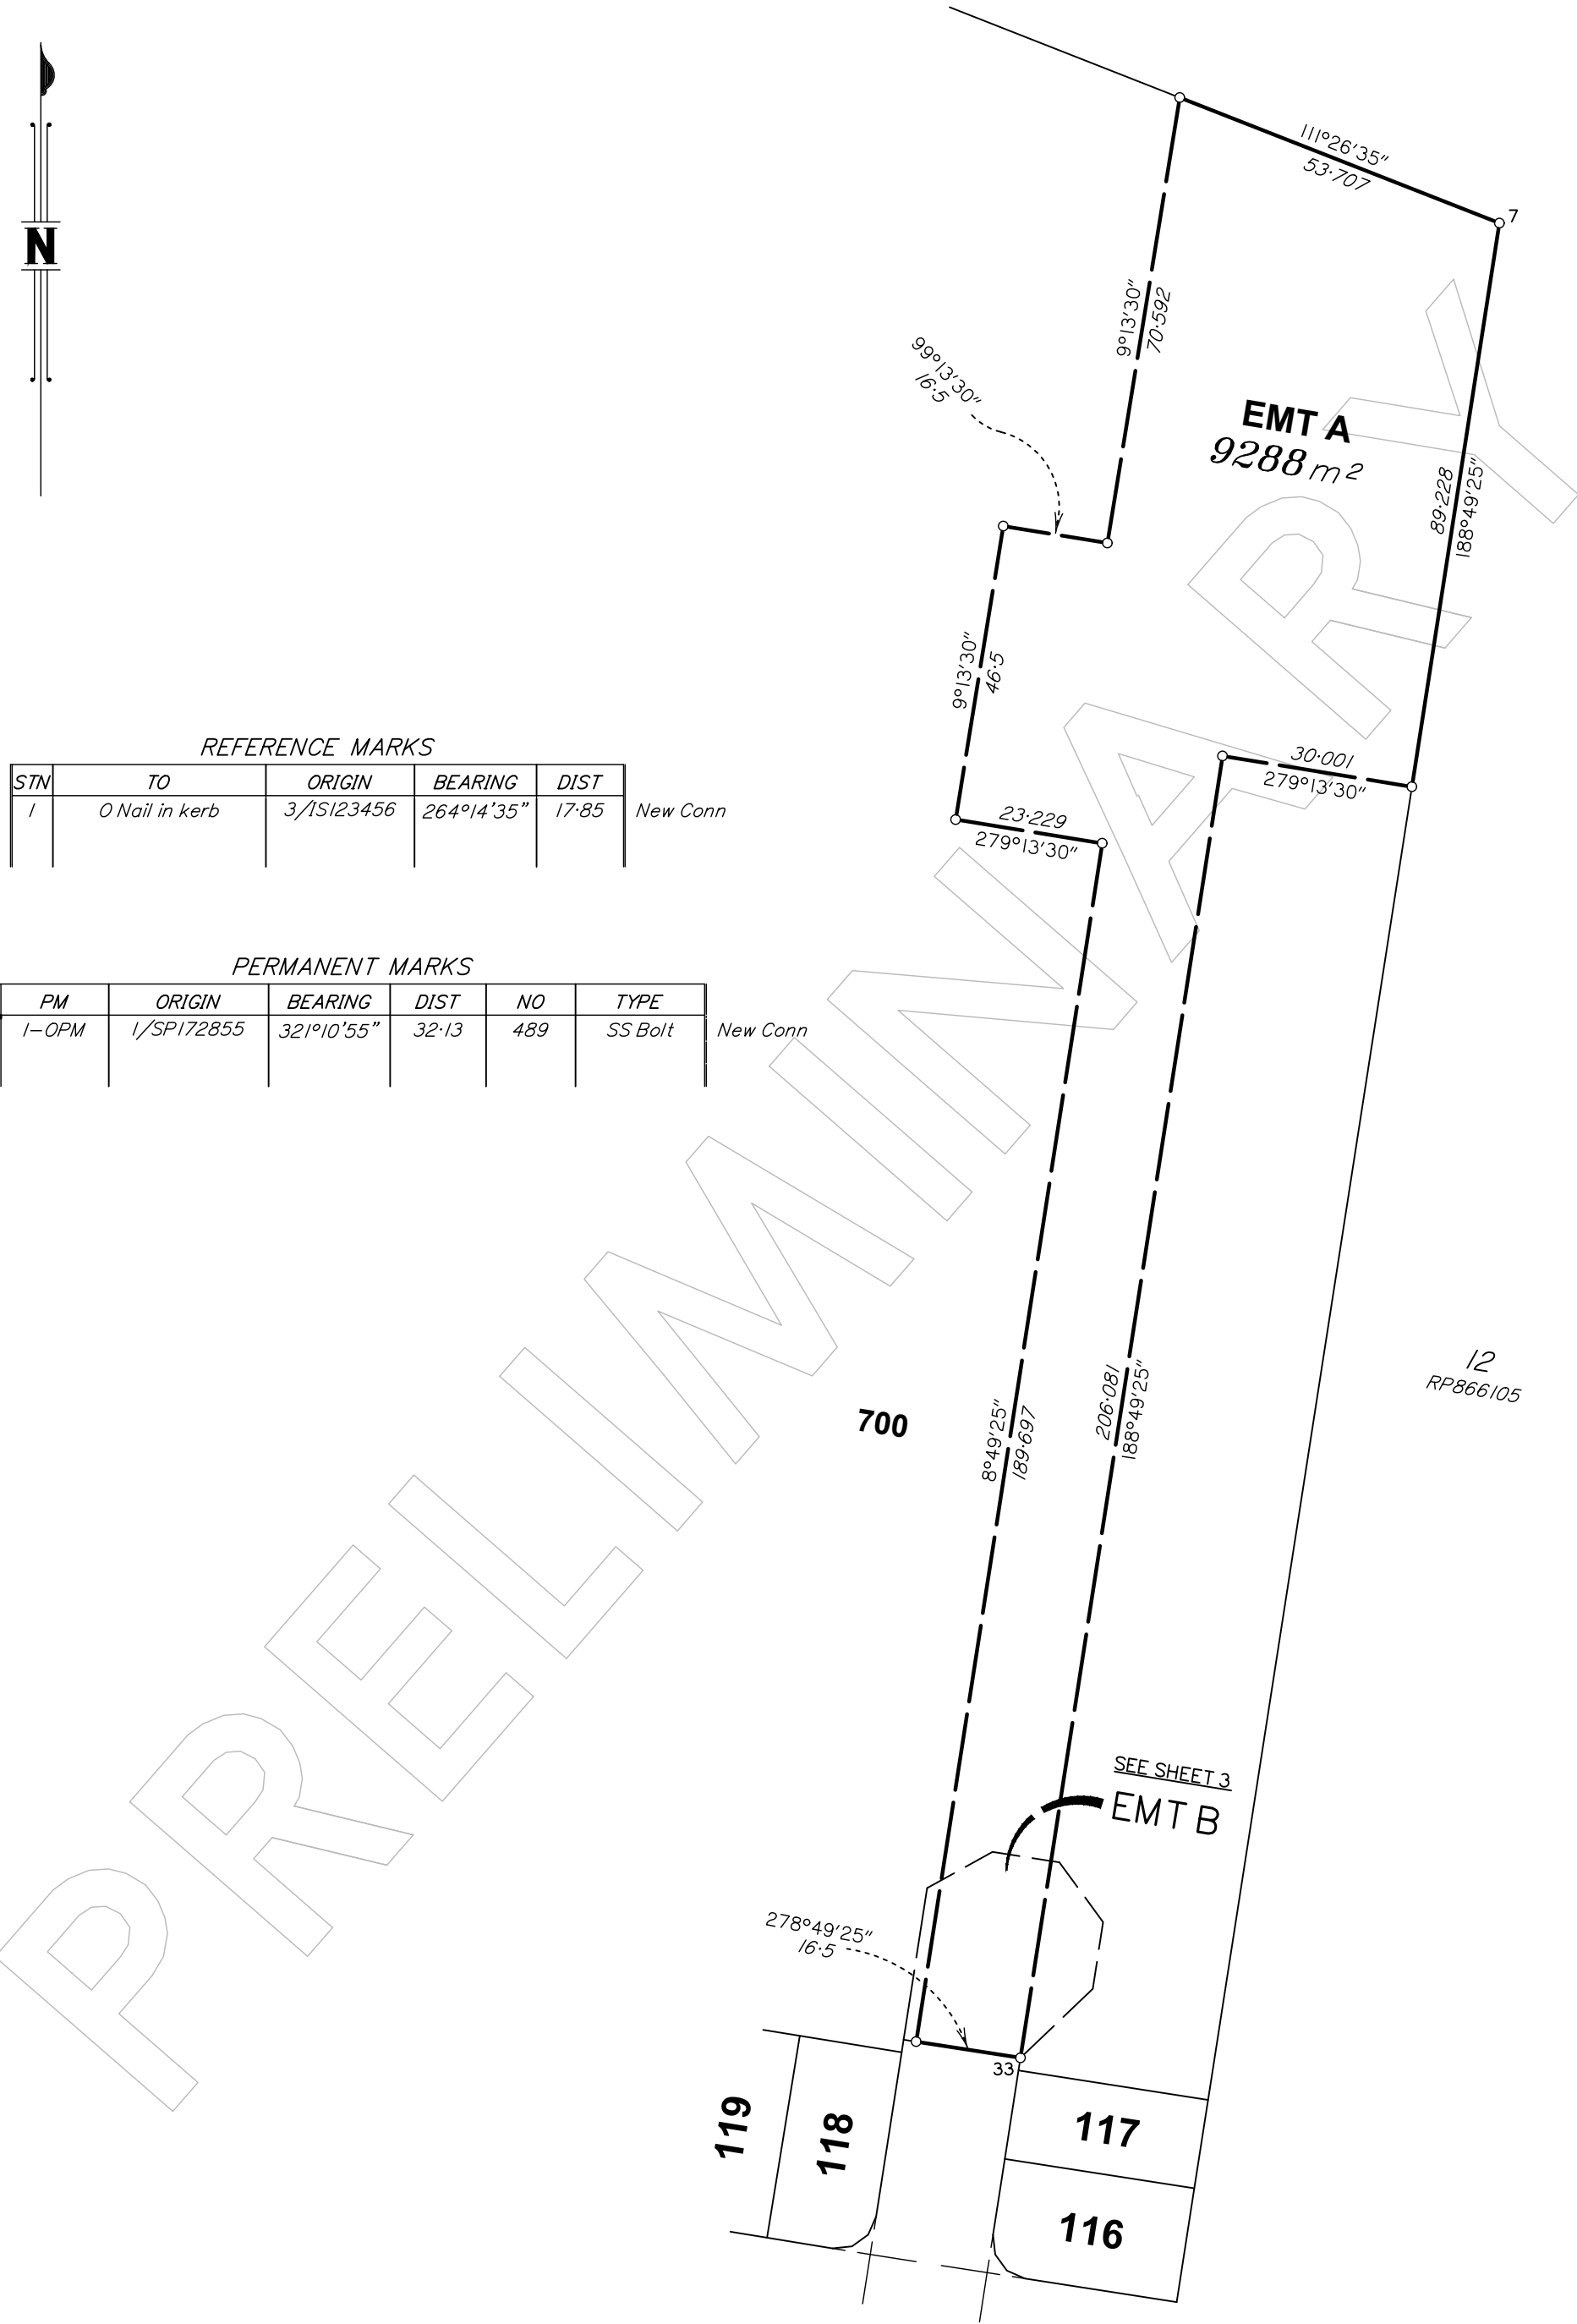 N
111°26'35"
53·707
7
9°13'30"
70·592
99°13'30"
16·5
EMT A
9288 m²
89·228
188°49'25"
9°13'30"
46·5
30·001
279°13'30"
23·229
279°13'30"
REFERENCE MARKS
STN TO ORIGIN BEARING DIST
1 O Nail in kerb 3/IS123456 264°14'35" 17·85 New Conn
PERMANENT MARKS
PM ORIGIN BEARING DIST NO TYPE
1-OPM 1/SP172855 321°10'55" 32·13 489 SS Bolt New Conn
PRELIMINARY
12
RP866105
700
8°49'25"
189·697
206·081
188°49'25"
SEE SHEET 3
EMT B
278°49'25"
16·5
33
119
118
117
116